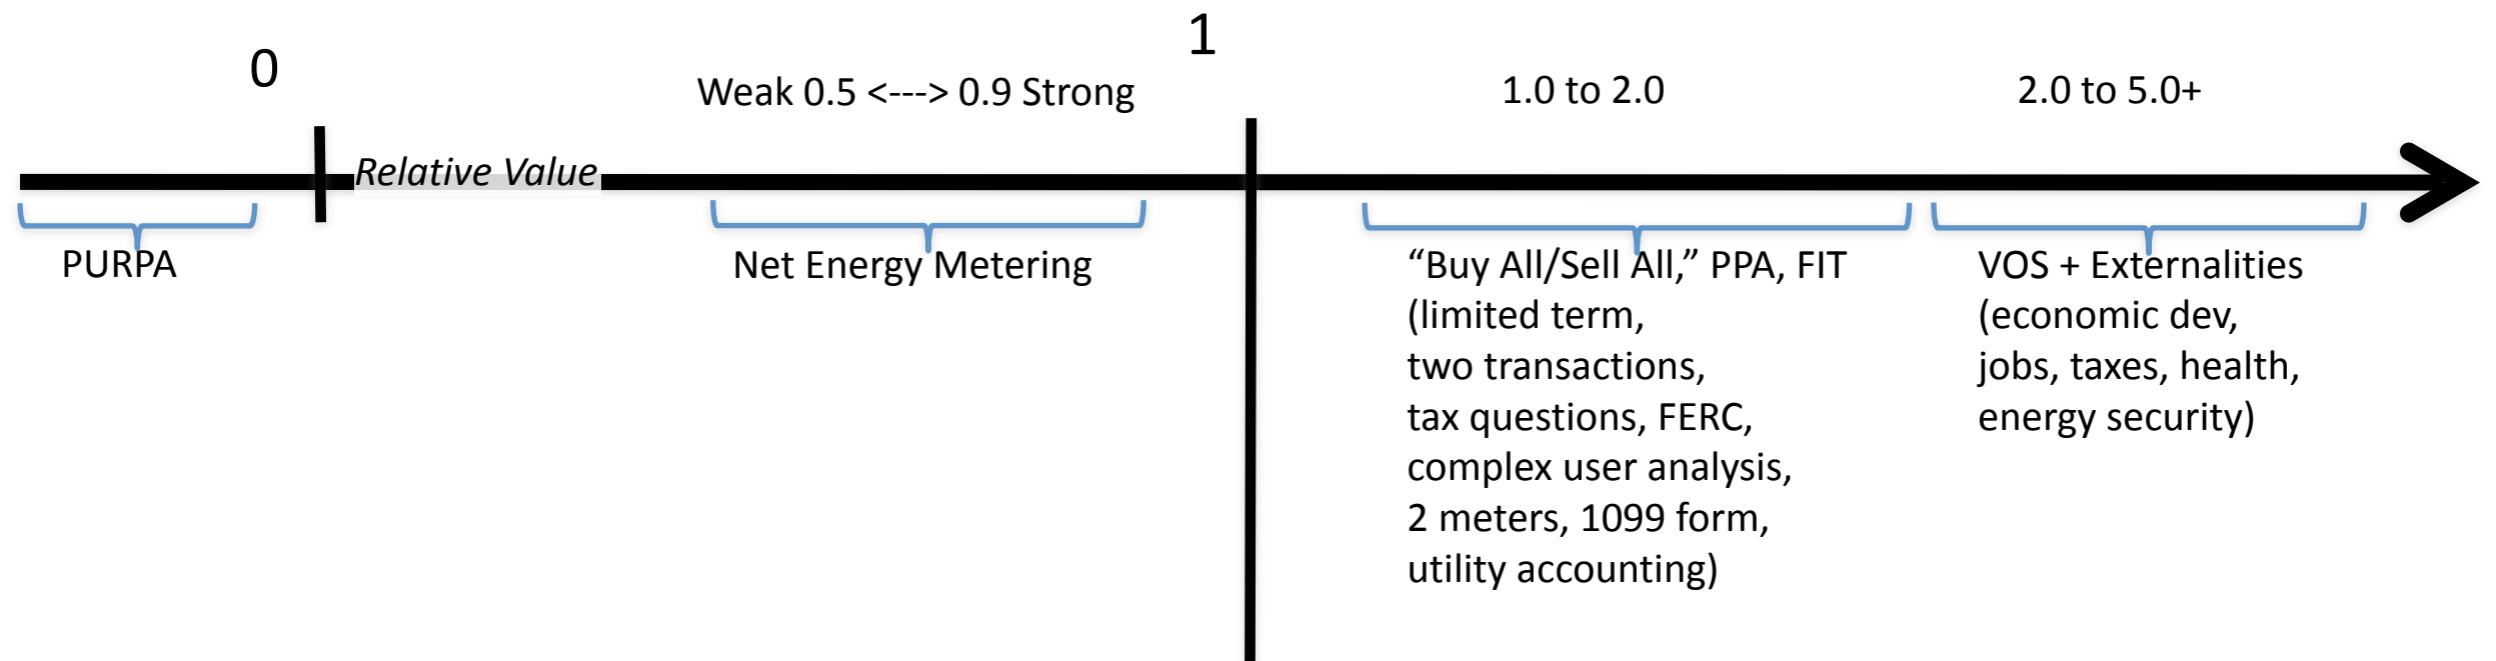 0
1
Weak 0.5 <---> 0.9 Strong
1.0 to 2.0
2.0 to 5.0+
Relative Value
PURPA
Net Energy Metering
“Buy All/Sell All,” PPA, FIT
(limited term,
two transactions,
tax questions, FERC,
complex user analysis,
2 meters, 1099 form,
utility accounting)
VOS + Externalities
(economic dev,
jobs, taxes, health,
energy security)